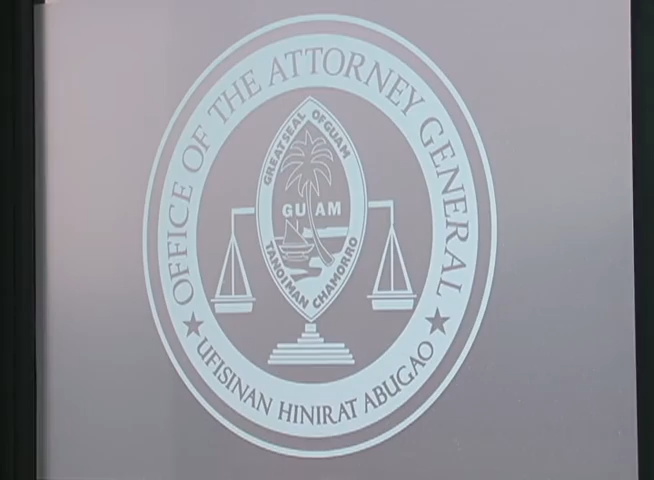 OFFICE OF THE ATTORNEY GENERAL
GREAT SEAL OF GUAM
GUAM
TANO I MAN CHAMORRO
UFISINAN HINIRAT ABUGAO